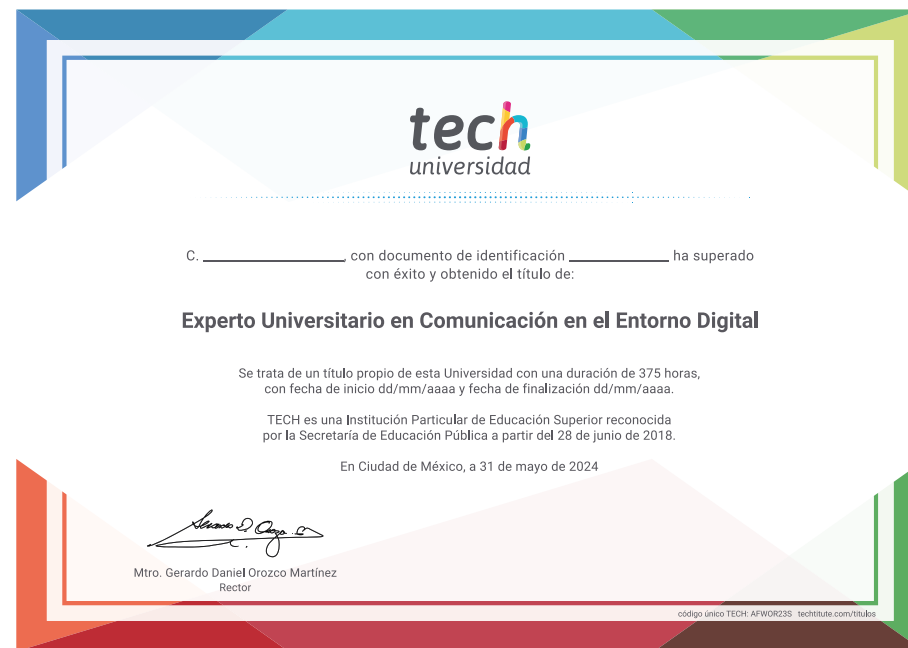 tech
universidad
C. , con documento de identificación ha superado
con éxito y obtenido el título de:
Experto Universitario en Comunicación en el Entorno Digital
Se trata de un título propio de esta Universidad con una duración de 375 horas,
con fecha de inicio dd/mm/aaaa y fecha de finalización dd/mm/aaaa.
TECH es una Institución Particular de Educación Superior reconocida
por la Secretaría de Educación Pública a partir del 28 de junio de 2018.
En Ciudad de México, a 31 de mayo de 2024
Mtro. Gerardo Daniel Orozco Martínez
Rector
código único TECH: AFWOR23S techtitute.com/titulos